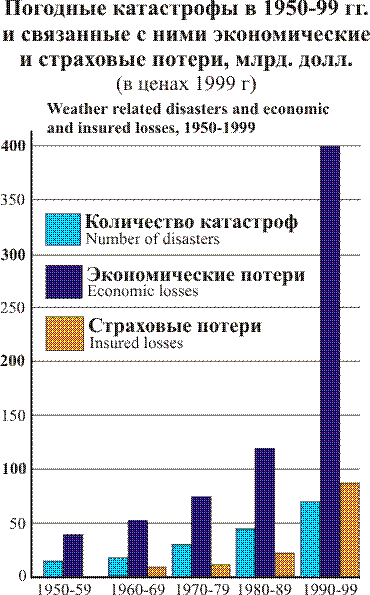 Погодные катастрофы в 1950-99 гг.
и связанные с ними экономические
и страховые потери, млрд. долл.
(в ценах 1999 г)
Weather related disasters and economic
and insured losses, 1950-1999
400
350
300
250
200
150
100
50
0
Количество катастроф
Number of disasters
Экономические потери
Economic losses
Страховые потери
Insured losses
1950-59 1960-69 1970-79 1980-89 1990-99